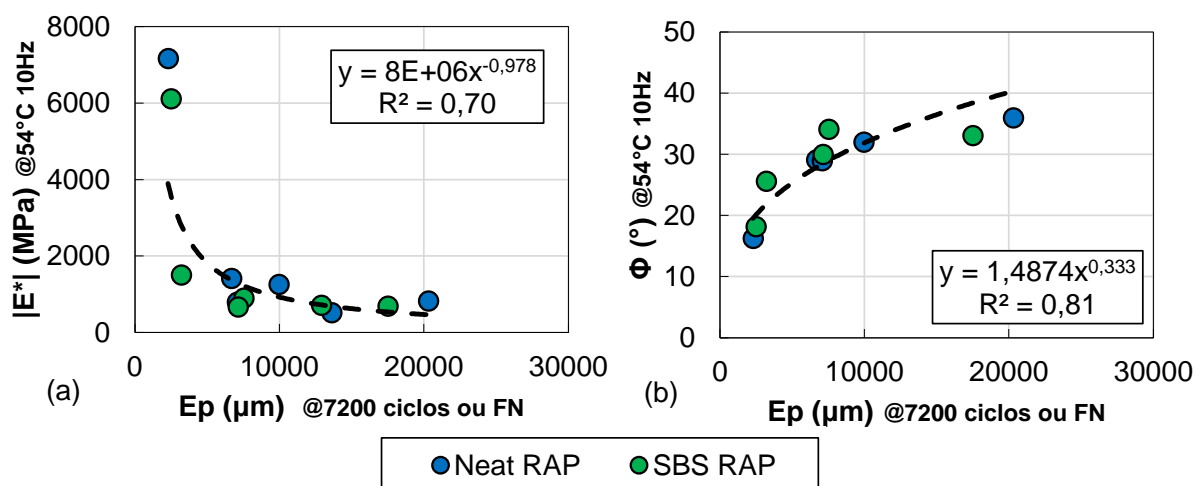 8000
6000
4000
2000
0
0 10000 20000 30000
|E*| (MPa) @54°C 10Hz
y = 8E+06x-0,978
R² = 0,70
(a)
Ep (µm) @7200 ciclos ou FN
50
40
30
20
10
0
0 10000 20000 30000
Φ (°) @54°C 10Hz
y = 1,4874x0,333
R² = 0,81
(b)
Ep (µm) @7200 ciclos ou FN
Neat RAP SBS RAP